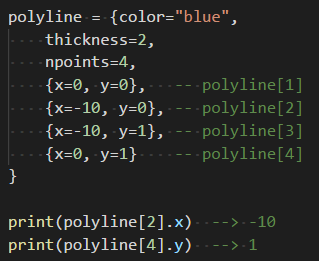 polyline = {color="blue",
    thickness=2,
    npoints=4,
    {x=0, y=0},   -- polyline[1]
    {x=-10, y=0}, -- polyline[2]
    {x=-10, y=1}, -- polyline[3]
    {x=0, y=1}    -- polyline[4]
}

print(polyline[2].x)  --> -10
print(polyline[4].y)  --> 1